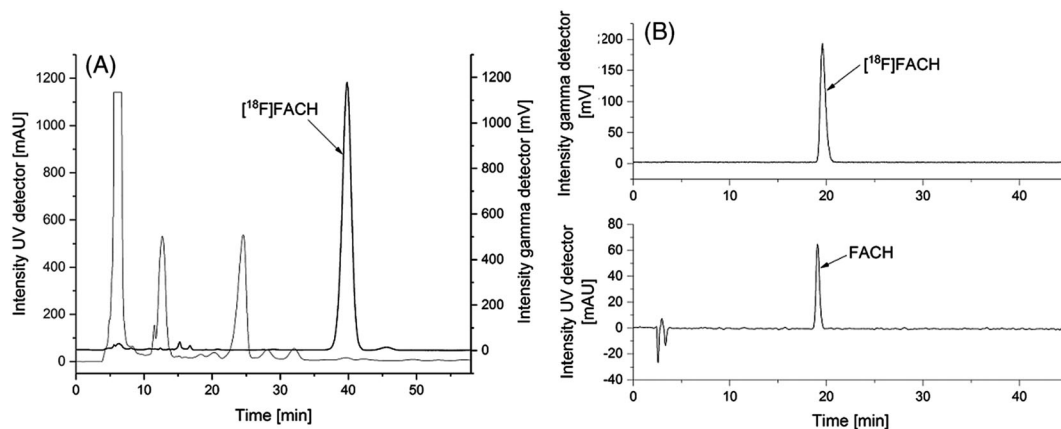 (A)
[¹⁸F]FACH
Intensity UV detector [mAU]
1200
1000
800
600
400
200
0
Intensity gamma detector [mV]
1200
1000
800
600
400
200
0
0 10 20 30 40 50
Time [min]
(B)
[¹⁸F]FACH
Intensity gamma detector
[mV]
200
150
100
50
0
0 10 20 30 40
FACH
Intensity UV detector
[mAU]
80
60
40
20
0
-20
-40
0 10 20 30 40
Time [min]